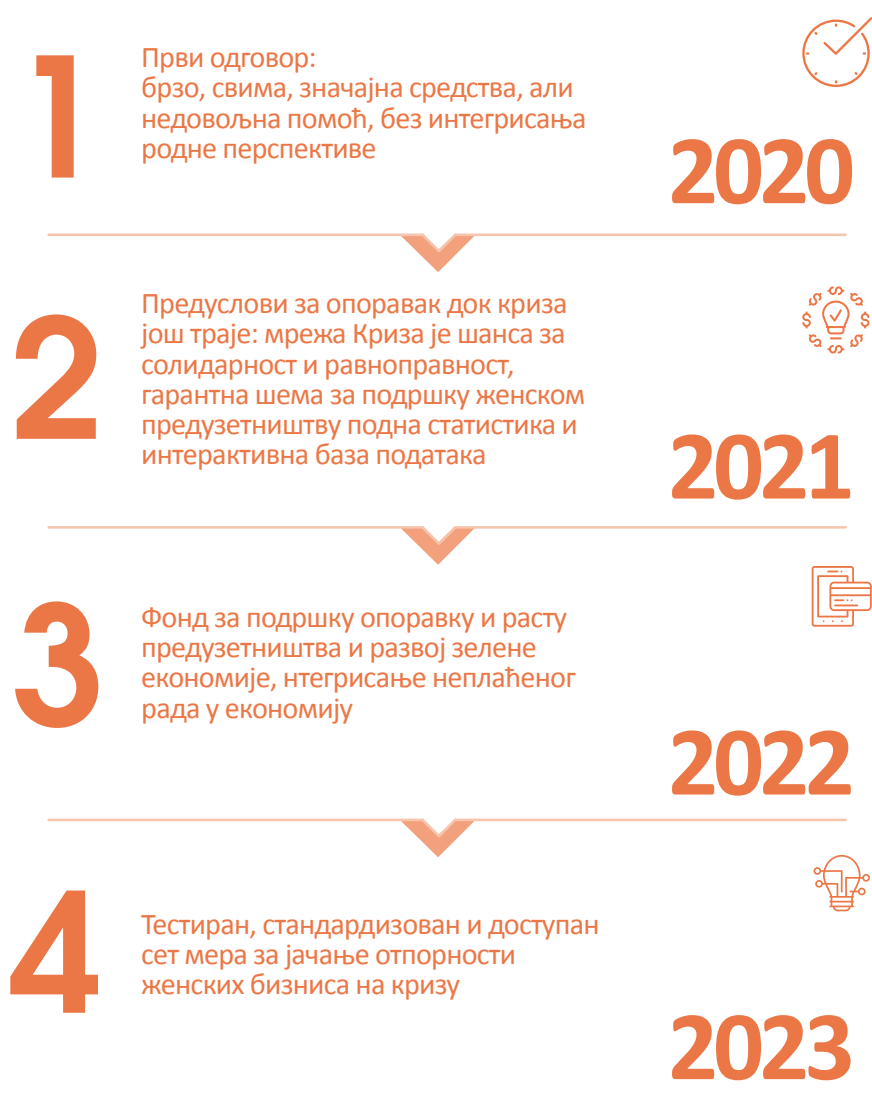 1
Први одговор:
брзо, свима, значајна средства, али
недовољна помоћ, без интегрисања
родне перспективе
2020
2
Предуслови за опоравак док криза
још траје: мрежа Криза је шанса за
солидарност и равноправност,
гарантна шема за подршку женском
предузетништву подна статистика и
интерактивна база података
2021
3
Фонд за подршку опоравку и расту
предузетништва и развој зелене
економије, нтегрисање неплаћеног
рада у економију
2022
4
Тестиран, стандардизован и доступан
сет мера за јачање отпорности
женских бизниса на кризу
2023